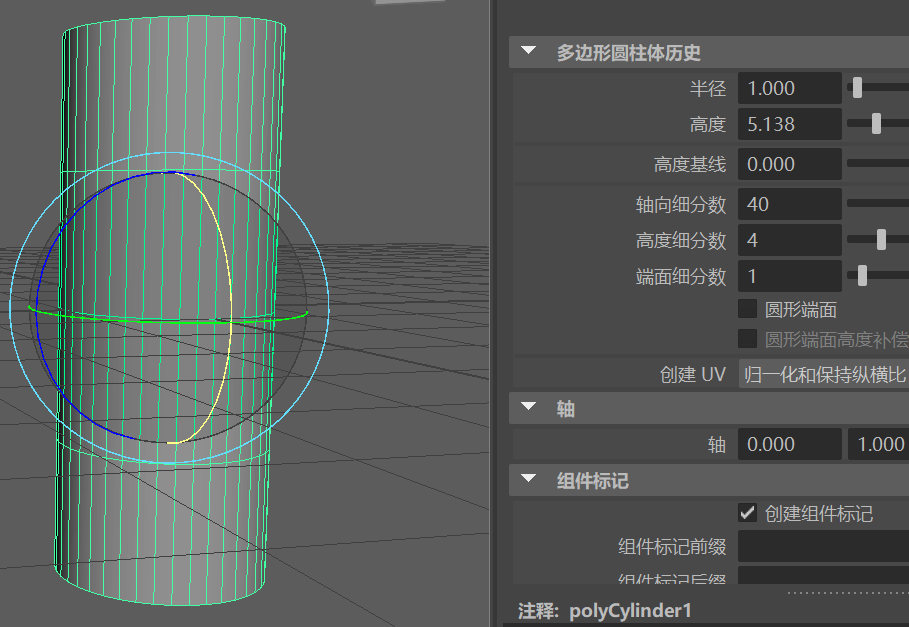 多边形圆柱体历史
半径 1.000
高度 5.138
高度基线 0.000
轴向细分数 40
高度细分数 4
端面细分数 1
圆形端面
圆形端面高度补偿
创建 UV 归一化和保持纵横比
轴
轴 0.000 1.000
组件标记
创建组件标记
组件标记前缀
组件标记后缀
注释: polyCylinder1